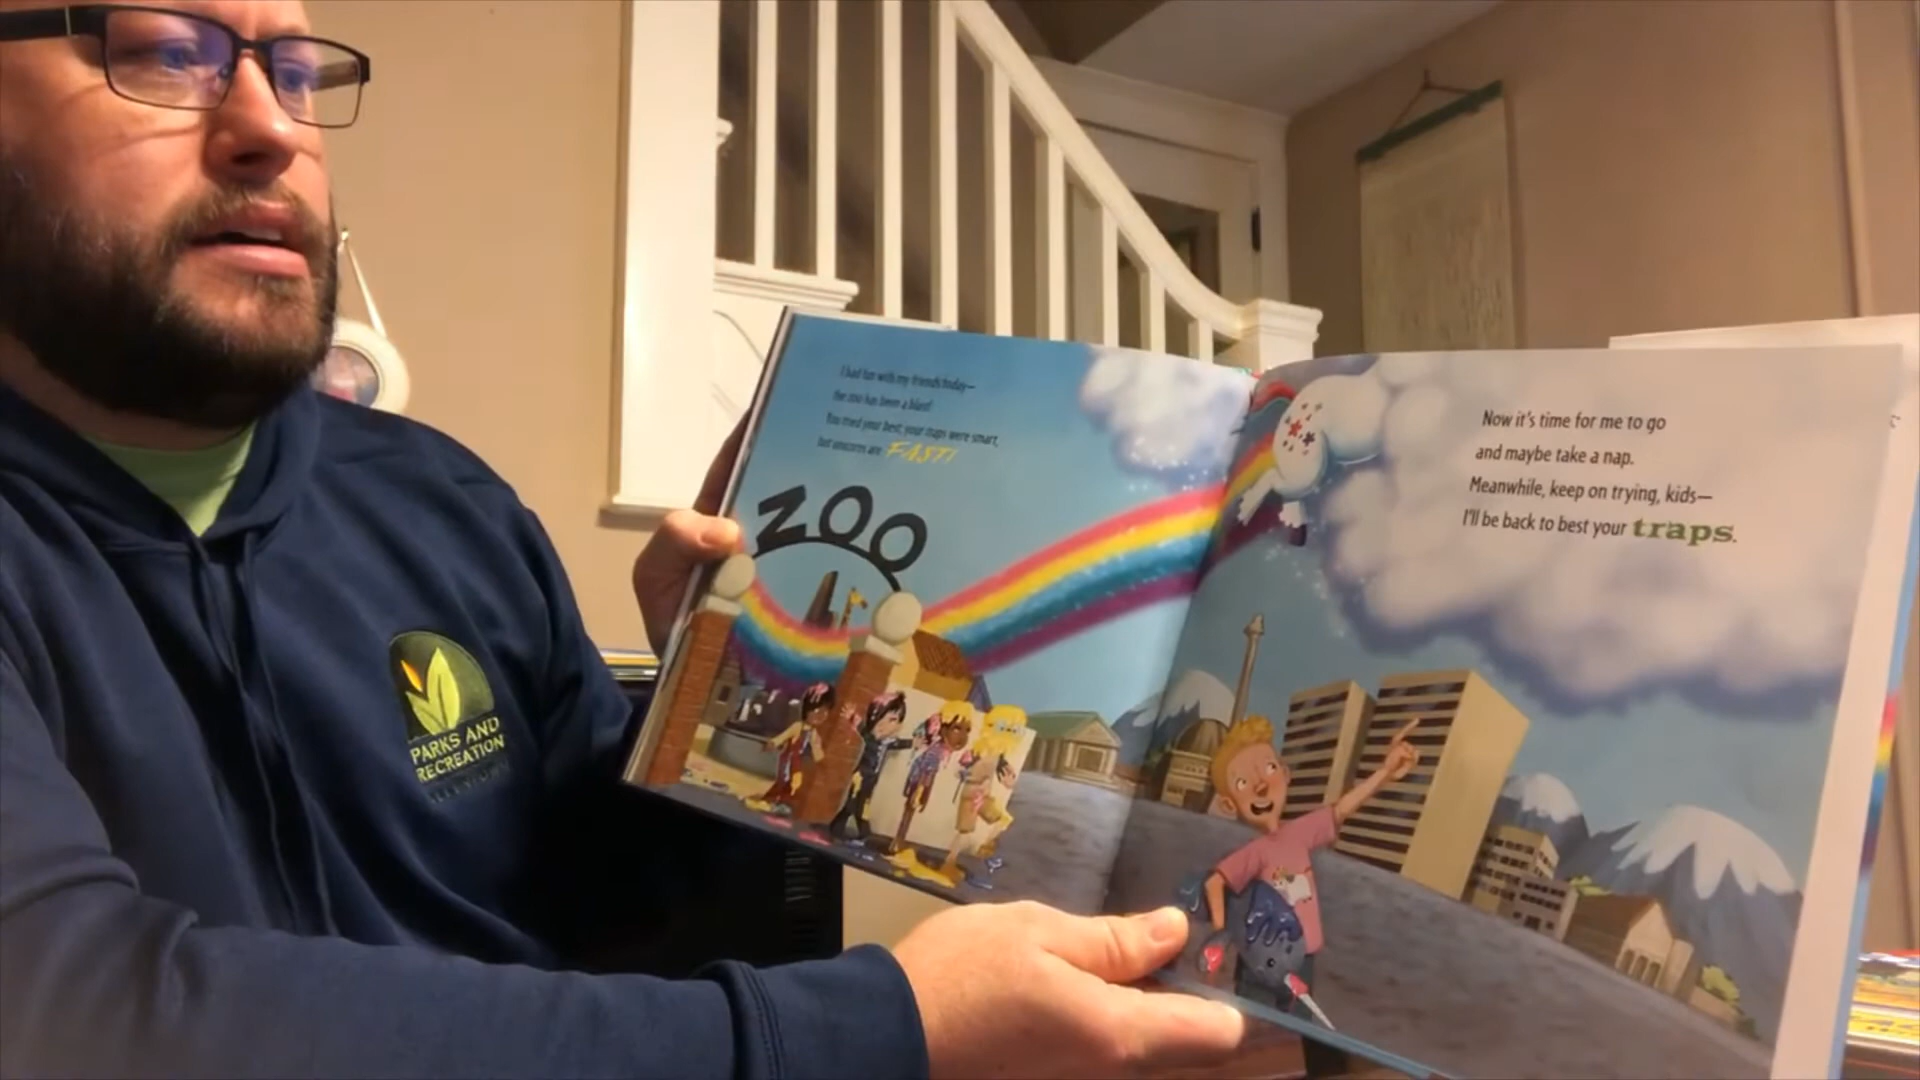 I had fun with my friends today—
the zoo has been a blast!
You tried your best; your traps were smart,
but unicorns are FAST!
ZOO
Now it's time for me to go
and maybe take a nap.
Meanwhile, keep on trying, kids—
I'll be back to best your traps.
PARKS AND
RECREATION